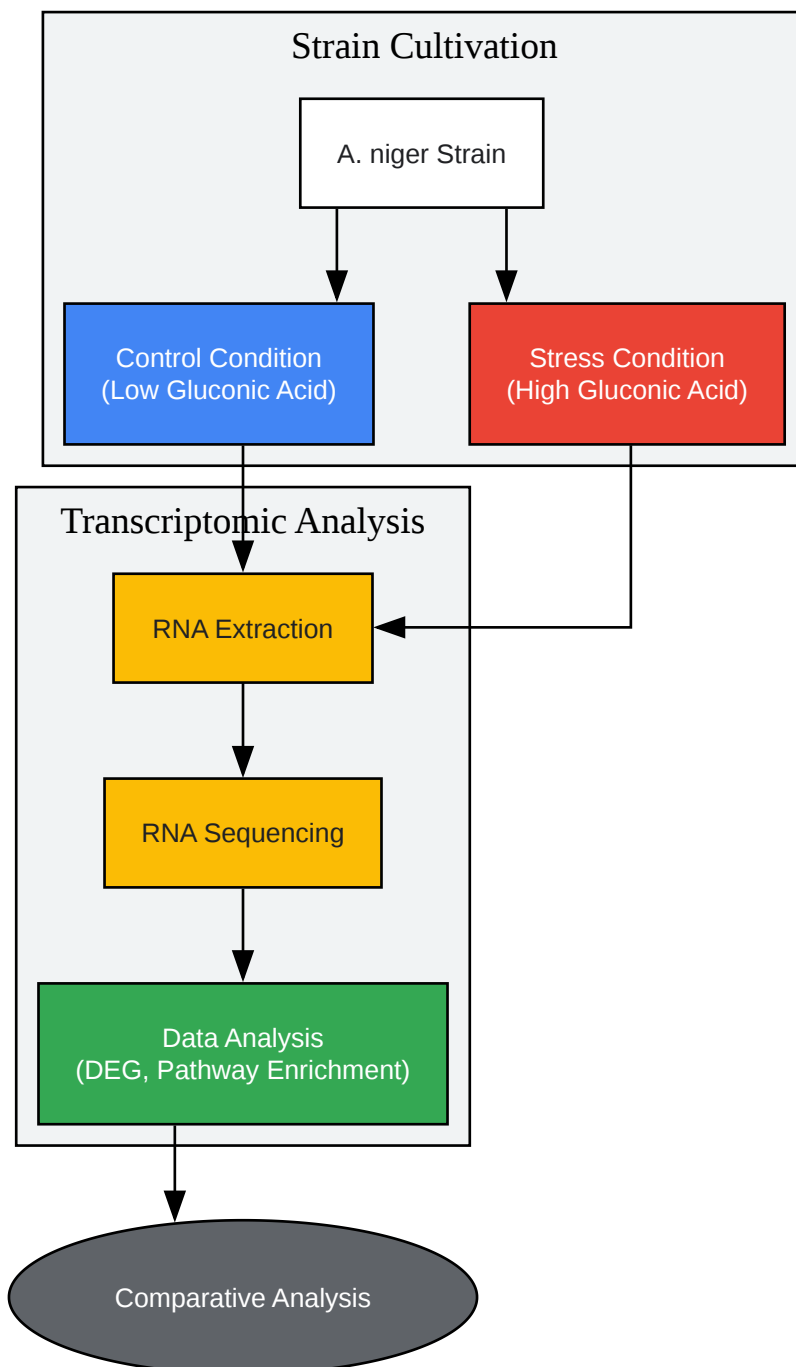 Strain Cultivation
A. niger Strain
Control Condition
(Low Gluconic Acid)
Stress Condition
(High Gluconic Acid)
Transcriptomic Analysis
RNA Extraction
RNA Sequencing
Data Analysis
(DEG, Pathway Enrichment)
Comparative Analysis